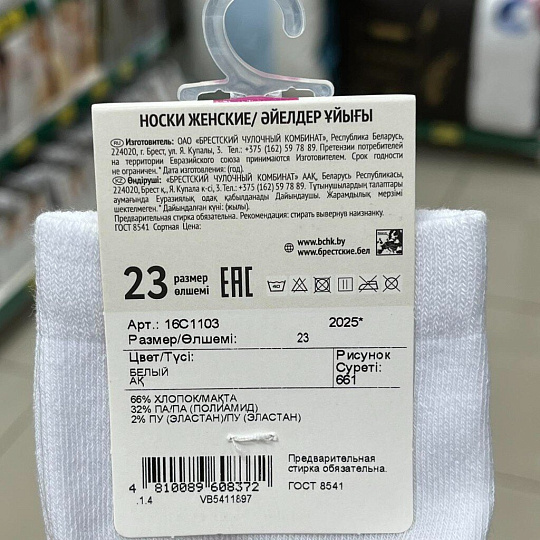 НОСКИ ЖЕНСКИЕ/ ӘЙЕЛДЕР ҰЙЫҒЫ
RU Изготовитель: ОАО «БРЕСТСКИЙ ЧУЛОЧНЫЙ КОМБИНАТ», Республика Беларусь,
224020, г. Брест, ул. Я. Купалы, 3. Тел.: +375 (162) 59 78 89. Претензии потребителей
на территории Евразийского союза принимаются Изготовителем. Срок годности
не ограничен. * Дата изготовления: (год).
KZ Өндіруші: «БРЕСТСКИЙ ЧУЛОЧНЫЙ КОМБИНАТ» ААҚ, Беларусь Республикасы,
224020, Брест қ., Я. Купала к-сі, 3. Тел.: +375 (162) 59 78 89. Тұтынушылардың талаптары
аумағында Еуразиялық одақ қабылданады Дайындаушы. Жарамдылық мерзімі
шектелмеген. * Дайындалған күні: (жылы).
Предварительная стирка обязательна. Рекомендация: стирать вывернув наизнанку.
ГОСТ 8541 Сортная Цена:
www.bchk.by
www.брестские.бел
23 размер
өлшемі
EAC
40
Арт.: 16С1103 2025*
Размер/Өлшемі: 23
Цвет/Түсі: Рисунок
БЕЛЫЙ Суреті:
АҚ 661
66% ХЛОПОК/МАҚТА
32% ПА/ПА (ПОЛИАМИД)
2% ПУ (ЭЛАСТАН)/ПУ (ЭЛАСТАН)
Предварительная
стирка обязательна.
4 810089 608372 ГОСТ 8541
.1.4 VB5411697